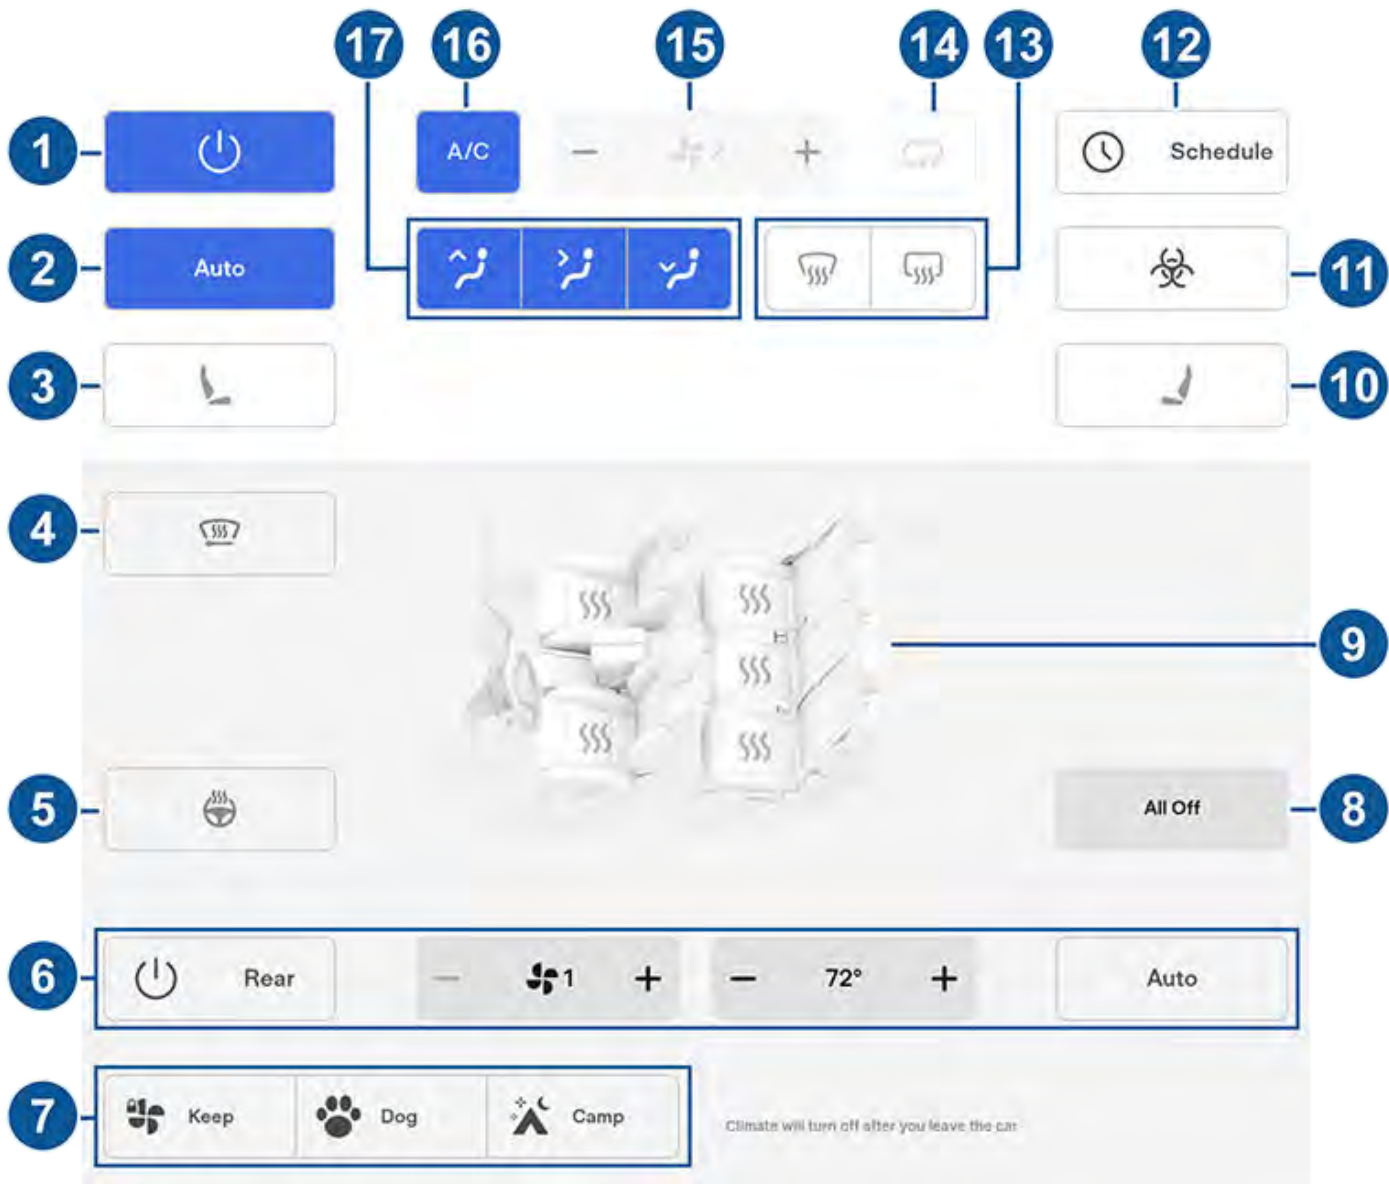 17 16 15 14 13 12
1 A/C − + Schedule
2 Auto 11
3 10
4
9
5 All Off 8
6 Rear − 1 + − 72° + Auto
7 Keep Dog Camp Climate will turn off after you leave the car